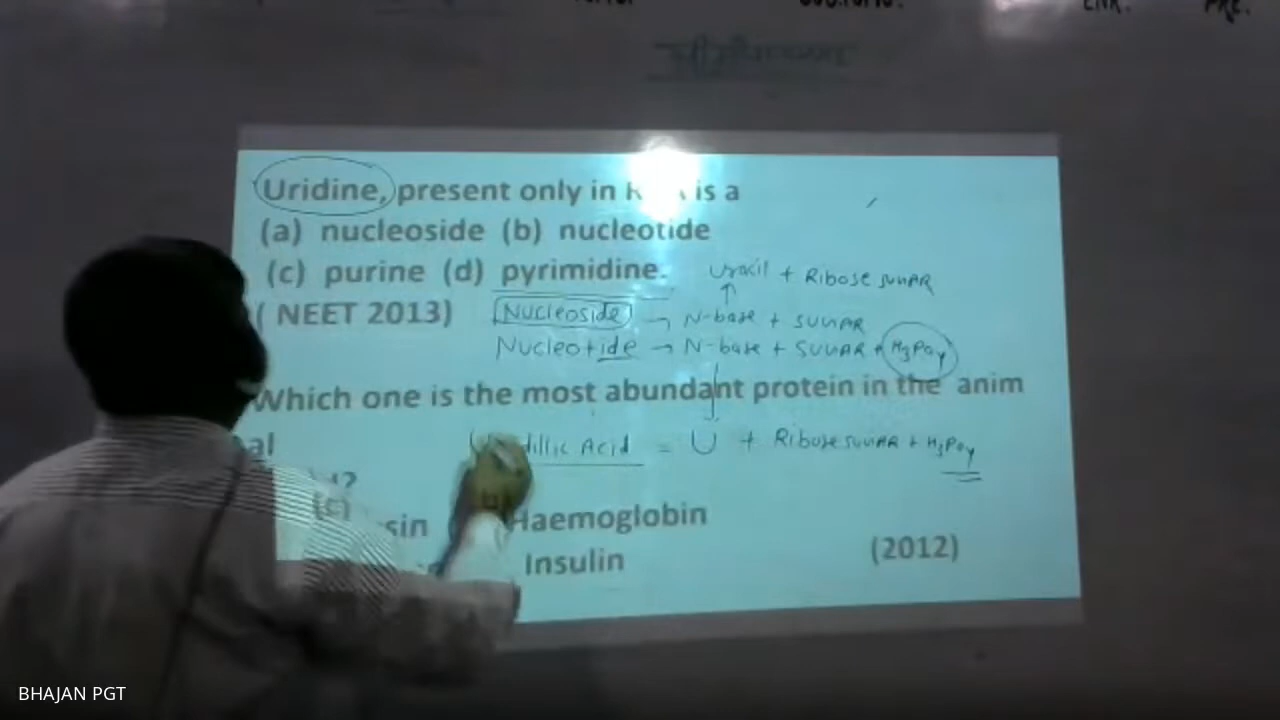 ENR. PRE.
Uridine, present only in is a
(a) nucleoside (b) nucleotide
(c) purine (d) pyrimidine.
Uracil + Ribose SUGAR
( NEET 2013)
Nucleoside → N-base + SUGAR
Nucleotide → N-base + SUGAR + H3PO4
Which one is the most abundant protein in the anim
al
Acid = U + Ribose SUGAR + H3PO4
(c)
Haemoglobin
Insulin
(2012)
BHAJAN PGT